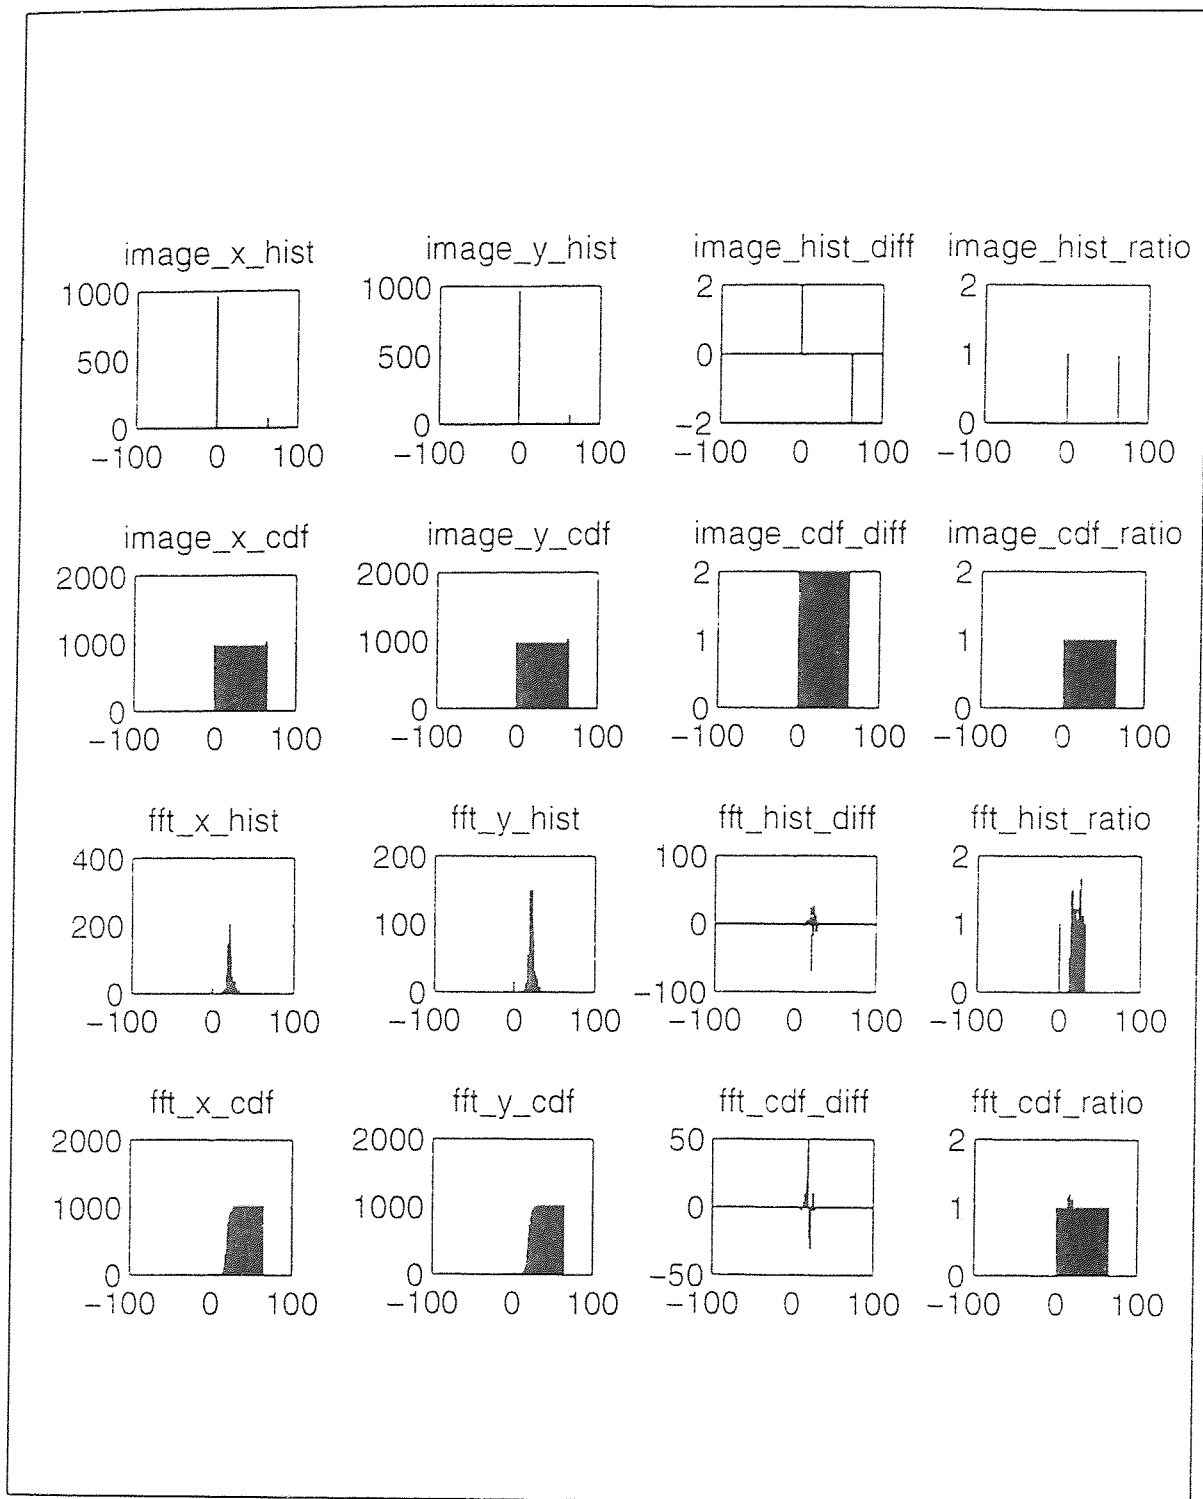 image_x_hist image_y_hist image_hist_diff image_hist_ratio
1000 1000 2 2
500 500 0 1
0 0 -2 0
-100 0 100 -100 0 100 -100 0 100 -100 0 100
image_x_cdf image_y_cdf image_cdf_diff image_cdf_ratio
2000 2000 2 2
1000 1000 1 1
0 0 0 0
-100 0 100 -100 0 100 -100 0 100 -100 0 100
fft_x_hist fft_y_hist fft_hist_diff fft_hist_ratio
400 200 100 2
200 100 0 1
0 0 -100 0
-100 0 100 -100 0 100 -100 0 100 -100 0 100
fft_x_cdf fft_y_cdf fft_cdf_diff fft_cdf_ratio
2000 2000 50 2
1000 1000 0 1
0 0 -50 0
-100 0 100 -100 0 100 -100 0 100 -100 0 100